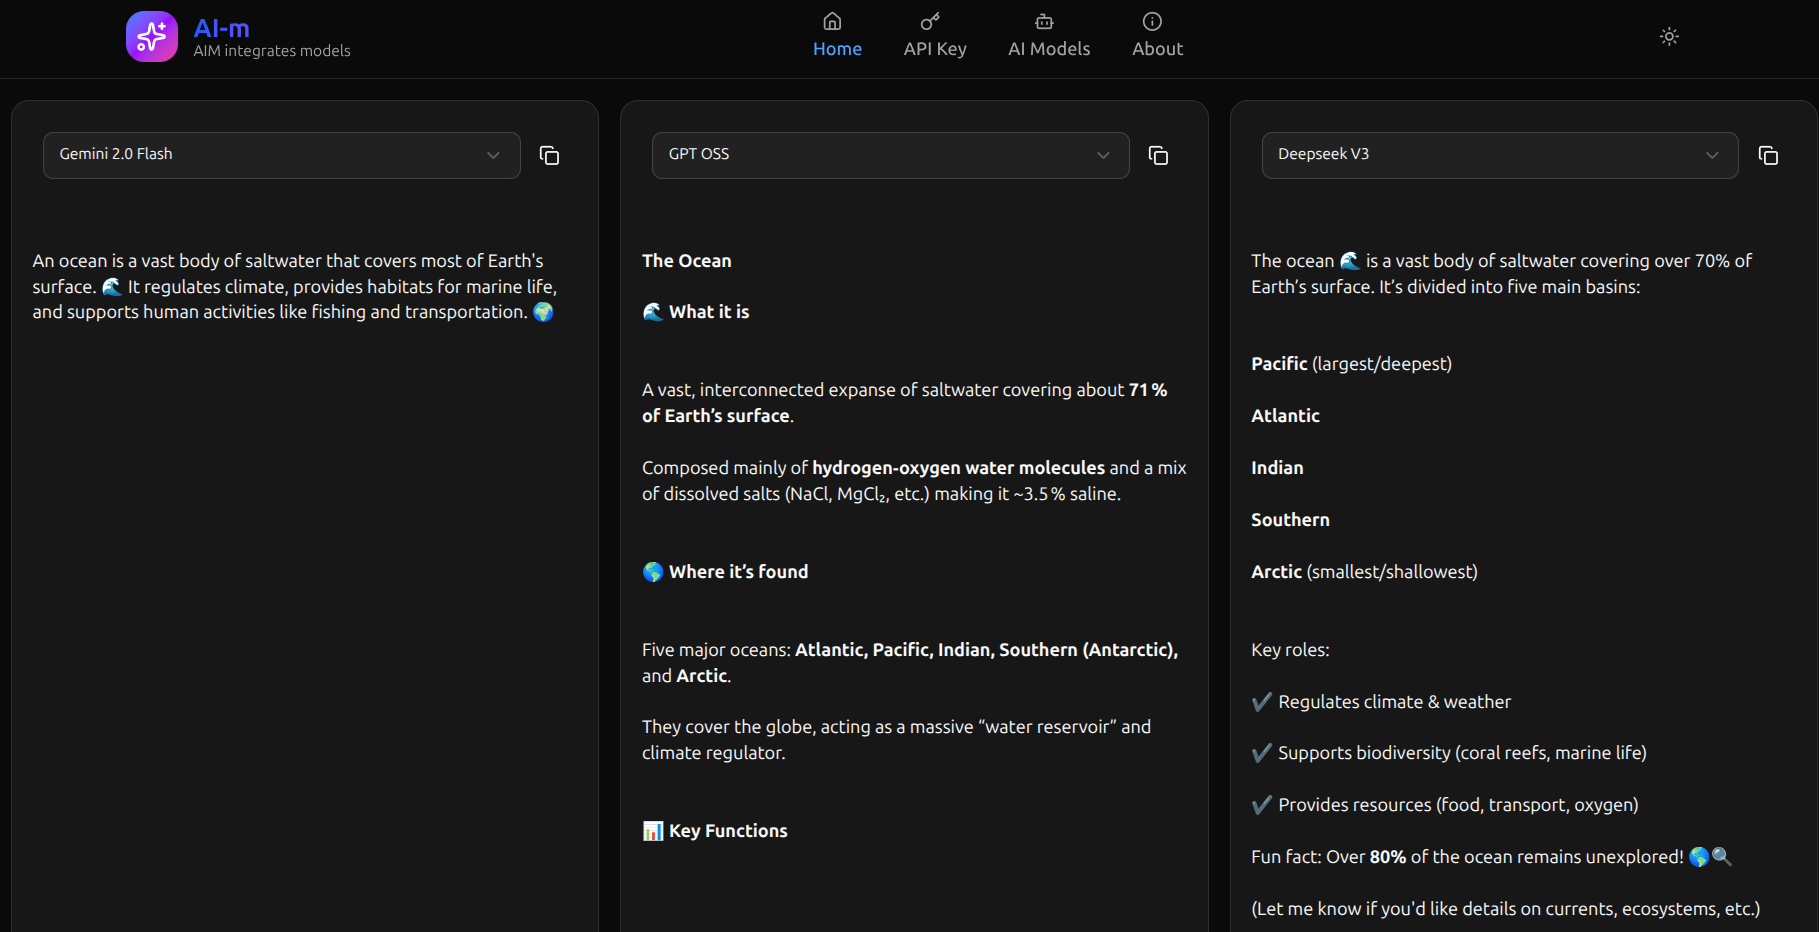 AI-m
AIM integrates models
Home
API Key
AI Models
About
Gemini 2.0 Flash
An ocean is a vast body of saltwater that covers most of Earth's
surface. 🌊 It regulates climate, provides habitats for marine life,
and supports human activities like fishing and transportation. 🌍
GPT OSS
The Ocean
🌊 What it is
A vast, interconnected expanse of saltwater covering about 71 %
of Earth’s surface.
Composed mainly of hydrogen-oxygen water molecules and a mix
of dissolved salts (NaCl, MgCl₂, etc.) making it ~3.5 % saline.
🌎 Where it’s found
Five major oceans: Atlantic, Pacific, Indian, Southern (Antarctic),
and Arctic.
They cover the globe, acting as a massive “water reservoir” and
climate regulator.
📊 Key Functions
Deepseek V3
The ocean 🌊 is a vast body of saltwater covering over 70% of
Earth’s surface. It’s divided into five main basins:
Pacific (largest/deepest)
Atlantic
Indian
Southern
Arctic (smallest/shallowest)
Key roles:
✔️ Regulates climate & weather
✔️ Supports biodiversity (coral reefs, marine life)
✔️ Provides resources (food, transport, oxygen)
Fun fact: Over 80% of the ocean remains unexplored! 🌎🔍
(Let me know if you'd like details on currents, ecosystems, etc.)